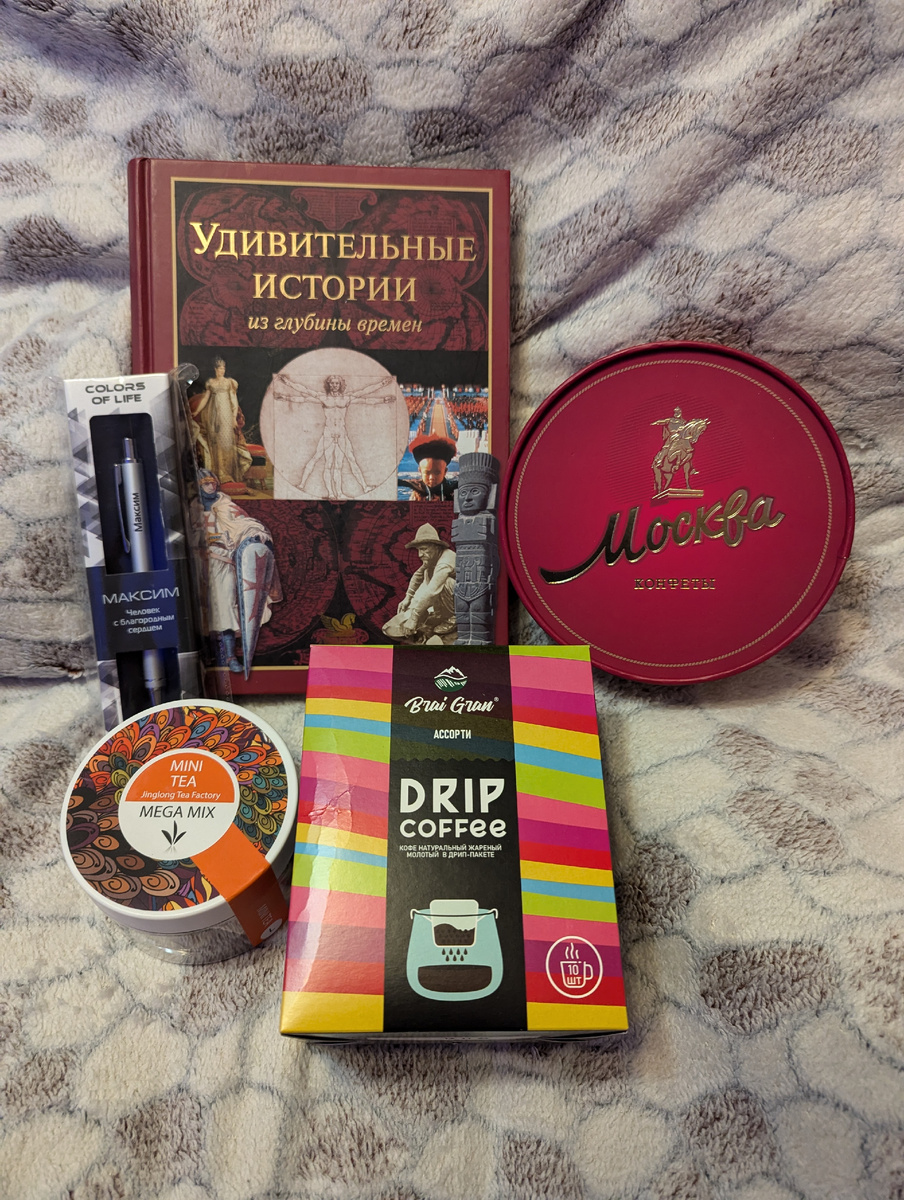 Удивительные
истории
из глубины времен
COLORS
OF LIFE
Максим
МАКСИМ
Человек
с благородным
сердцем
Москва
КОНФЕТЫ
MINI
TEA
Jinglong Tea Factory
MEGA MIX
Brai Gran®
АССОРТИ
DRIP
COFFEE
КОФЕ НАТУРАЛЬНЫЙ ЖАРЕНЫЙ
МОЛОТЫЙ В ДРИП-ПАКЕТЕ
10
ШТ